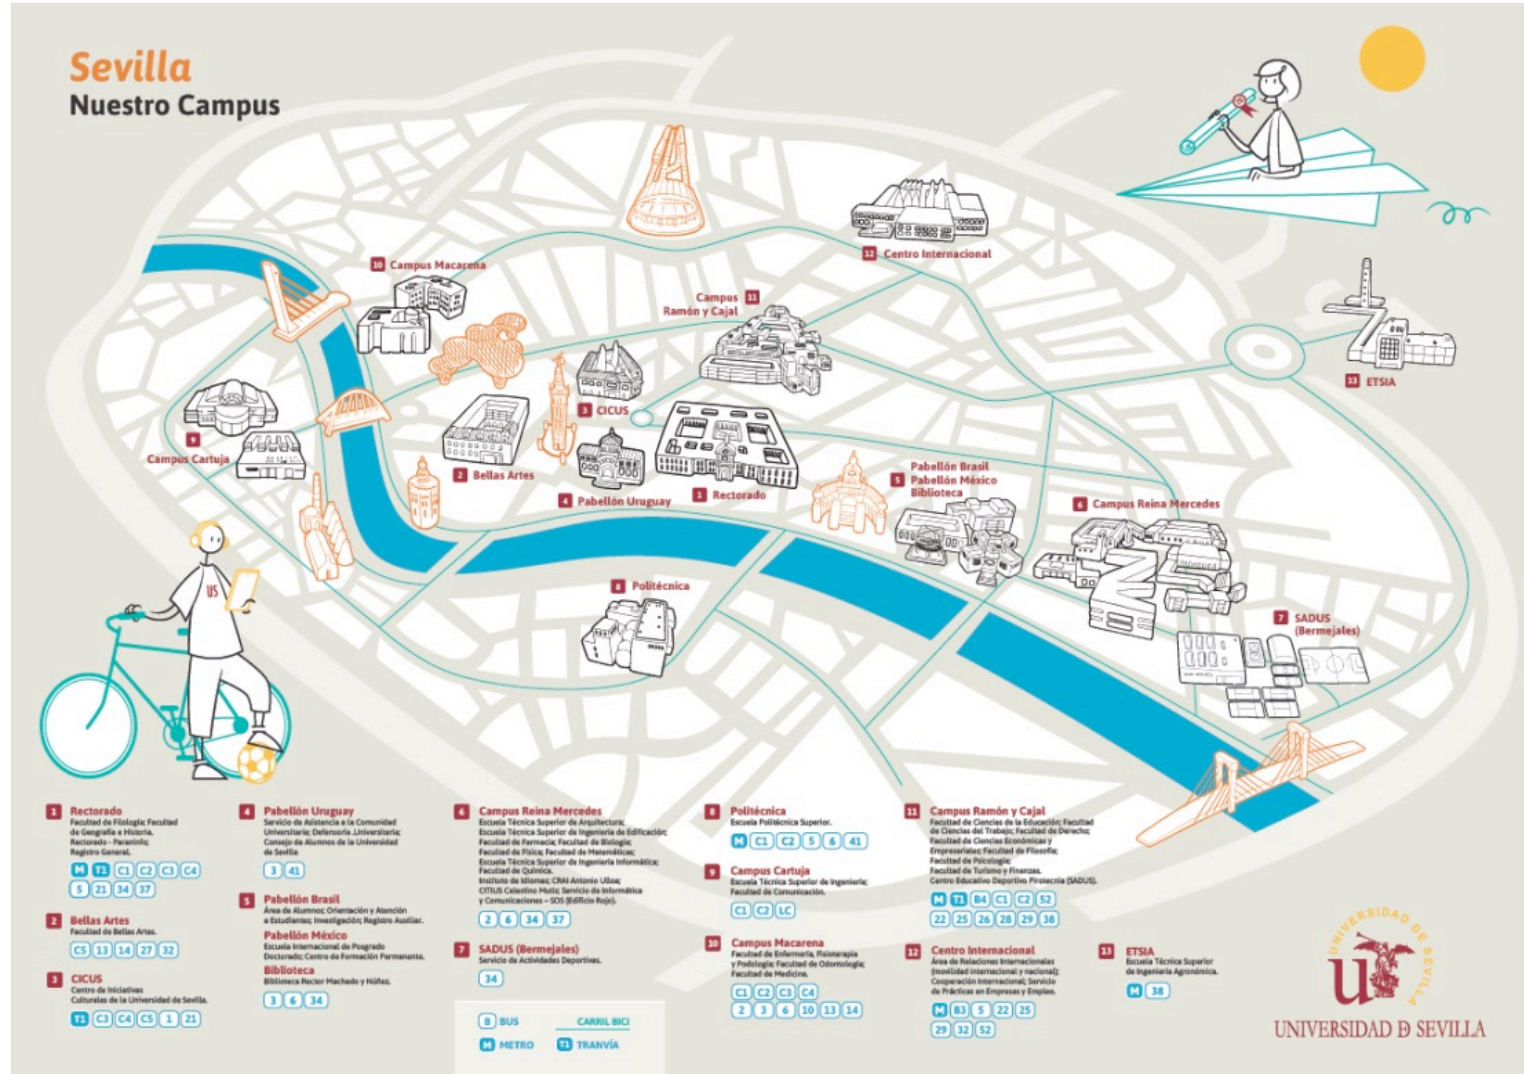 Sevilla
Nuestro Campus
12 Centro Internacional
10 Campus Macarena
Campus 11
Ramón y Cajal
13 ETSIA
3 CICUS
9
Campus Cartuja
2 Bellas Artes
4 Pabellón Uruguay
1 Rectorado
Pabellón Brasil
5 Pabellón México
Biblioteca
6 Campus Reina Mercedes
8 Politécnica
7 SADUS
(Bermejales)
US
1 Rectorado
Facultad de Filología; Facultad
de Geografía e Historia.
Rectorado - Paraninfo;
Registro General.
M T1 C1 C2 C3 C4
5 21 34 37
2 Bellas Artes
Facultad de Bellas Artes.
C5 13 14 27 32
3 CICUS
Centro de Iniciativas
Culturales de la Universidad de Sevilla.
T1 C3 C4 C5 1 21
4 Pabellón Uruguay
Servicio de Asistencia a la Comunidad
Universitaria; Defensoría .Universitaria;
Consejo de Alumnos de la Universidad
de Sevilla
3 41
5 Pabellón Brasil
Área de Alumnos; Orientación y Atención
a Estudiantes; Investigación; Registro Auxiliar.
Pabellón México
Escuela Internacional de Posgrado
Doctorado; Centro de Formación Permanente.
Biblioteca
Biblioteca Rector Machado y Núñez.
3 6 34
6 Campus Reina Mercedes
Escuela Técnica Superior de Arquitectura;
Escuela Técnica Superior de Ingeniería de Edificación;
Facultad de Farmacia; Facultad de Biología;
Facultad de Física; Facultad de Matemáticas;
Escuela Técnica Superior de Ingeniería Informática;
Facultad de Química.
Instituto de Idiomas; CRAI Antonio Ulloa;
CITIUS Celestino Mutis; Servicio de Informática
y Comunicaciones – SOS (Edificio Rojo).
2 6 34 37
7 SADUS (Bermejales)
Servicio de Actividades Deportivas.
34
B BUS
CARRIL BICI
M METRO
T1 TRANVÍA
8 Politécnica
Escuela Politécnica Superior.
M C1 C2 5 6 41
9 Campus Cartuja
Escuela Técnica Superior de Ingeniería;
Facultad de Comunicación.
C1 C2 LC
10 Campus Macarena
Facultad de Enfermería, Fisioterapia
y Podología; Facultad de Odontología;
Facultad de Medicina.
C1 C2 C3 C4
2 3 6 10 13 14
11 Campus Ramón y Cajal
Facultad de Ciencias de la Educación; Facultad
de Ciencias del Trabajo; Facultad de Derecho;
Facultad de Ciencias Económicas y
Empresariales; Facultad de Filosofía;
Facultad de Psicología;
Facultad de Turismo y Finanzas.
Centro Educativo Deportivo Pirotecnia (SADUS).
M T1 B4 C1 C2 52
22 25 26 28 29 38
12 Centro Internacional
Área de Relaciones Internacionales
(movilidad internacional y nacional);
Cooperación Internacional; Servicio
de Prácticas en Empresas y Empleo.
M B3 5 22 25
29 32 52
13 ETSIA
Escuela Técnica Superior
de Ingeniería Agronómica.
M 38
UNIVERSIDAD DE SEVILLA
UNIVERSIDAD D SEVILLA